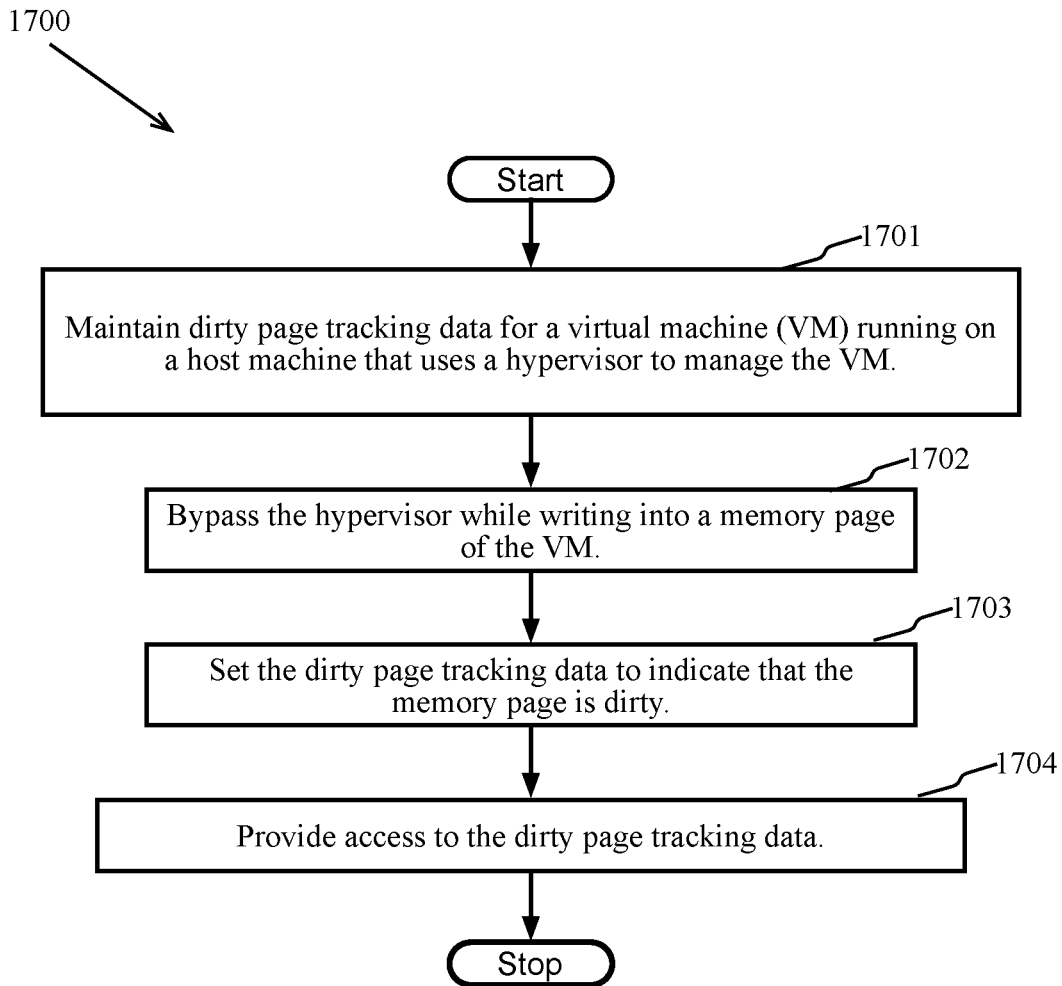 1700
Start
1701
Maintain dirty page tracking data for a virtual machine (VM) running on
a host machine that uses a hypervisor to manage the VM.
1702
Bypass the hypervisor while writing into a memory page
of the VM.
1703
Set the dirty page tracking data to indicate that the
memory page is dirty.
1704
Provide access to the dirty page tracking data.
Stop